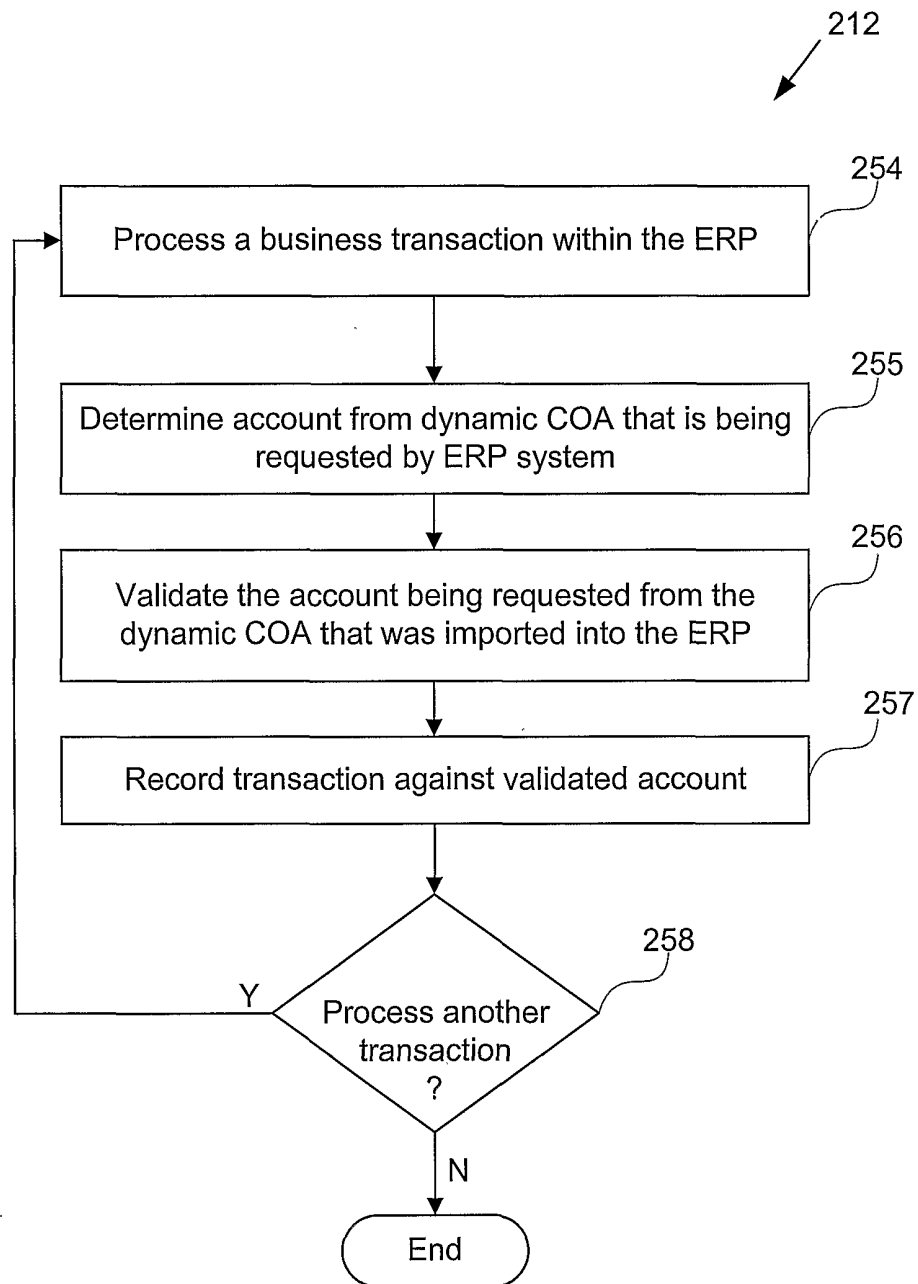 212
254
Process a business transaction within the ERP
255
Determine account from dynamic COA that is being
requested by ERP system
256
Validate the account being requested from the
dynamic COA that was imported into the ERP
257
Record transaction against validated account
258
Y
Process another
transaction
?
N
End